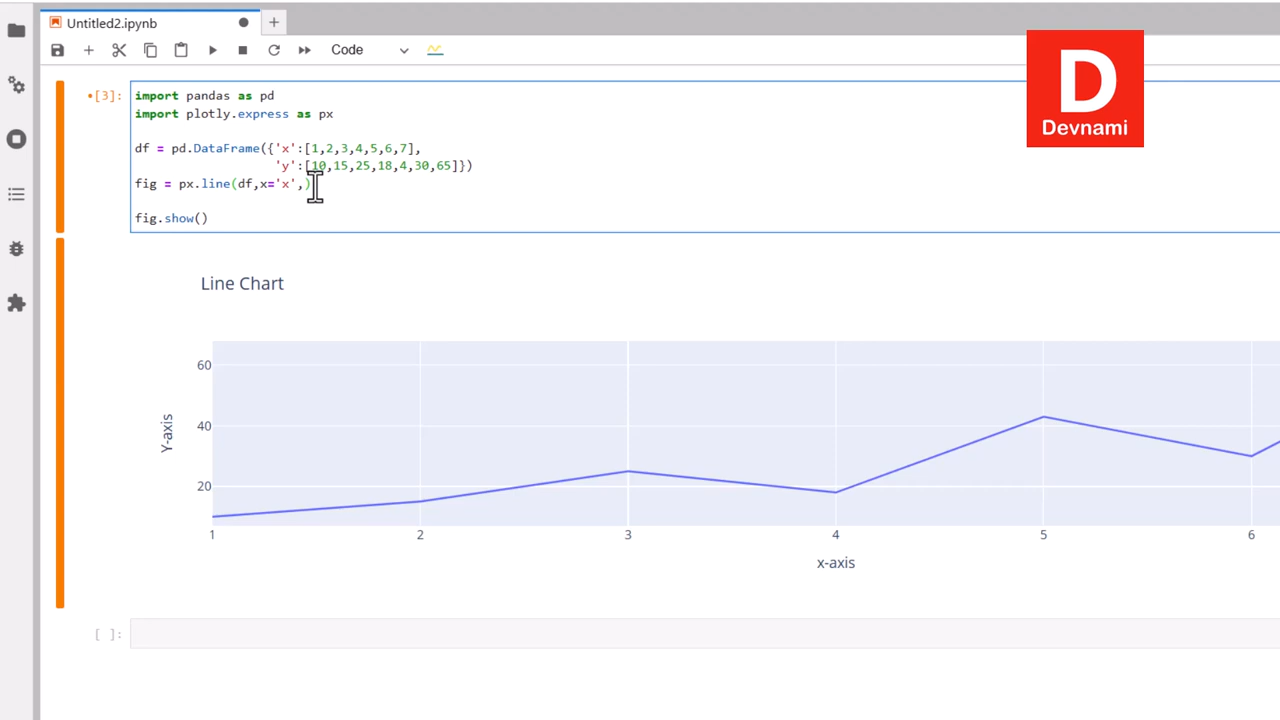 Untitled2.ipynb
Code
D
Devnami
[3]:
import pandas as pd
import plotly.express as px
df = pd.DataFrame({'x':[1,2,3,4,5,6,7],
'y':[10,15,25,18,4,30,65]})
fig = px.line(df,x='x',)
fig.show()
Line Chart
60
40
20
Y-axis
1 2 3 4 5 6
x-axis
[ ]: